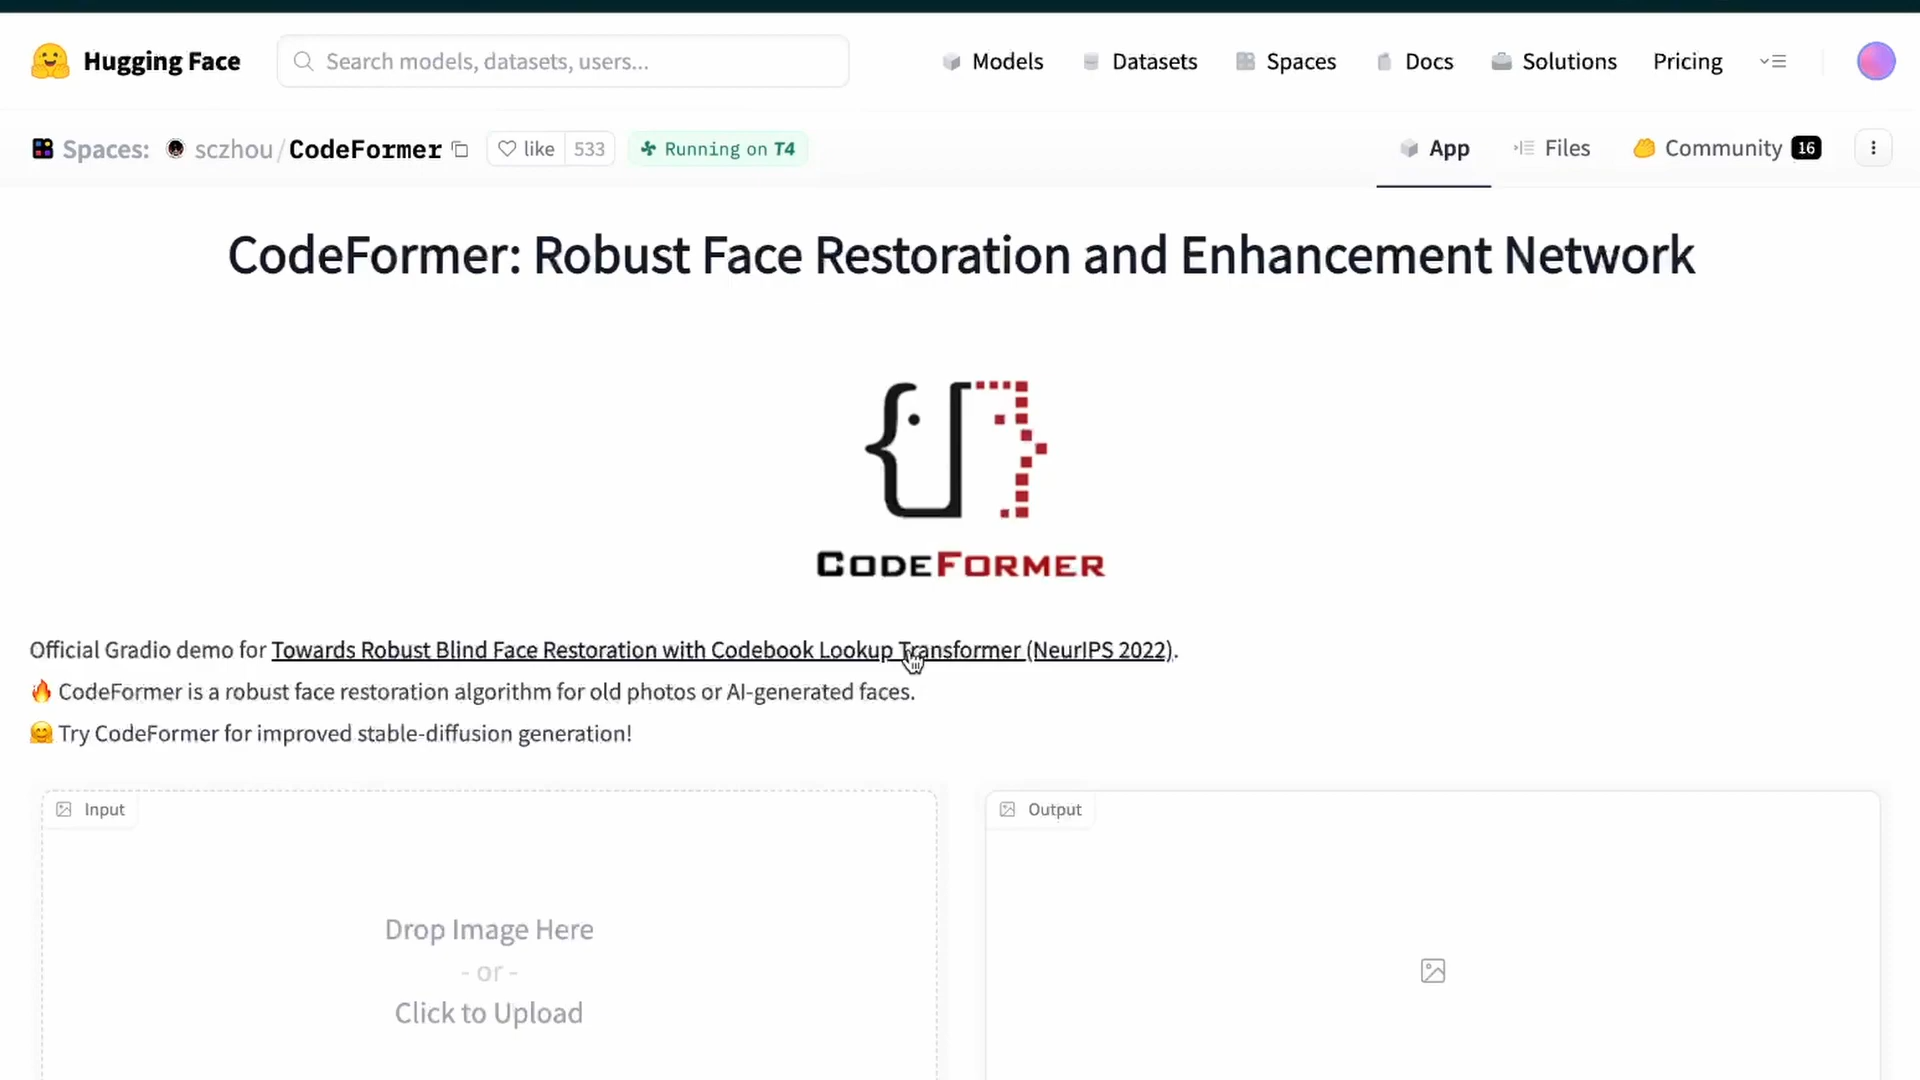 Hugging Face
Search models, datasets, users...
Models
Datasets
Spaces
Docs
Solutions
Pricing
Spaces:
sczhou/CodeFormer
like
533
Running on T4
App
Files
Community
16
CodeFormer: Robust Face Restoration and Enhancement Network
CODEFORMER
Official Gradio demo for Towards Robust Blind Face Restoration with Codebook Lookup Transformer (NeurIPS 2022).
🔥 CodeFormer is a robust face restoration algorithm for old photos or AI-generated faces.
🤗 Try CodeFormer for improved stable-diffusion generation!
Input
Output
Drop Image Here
- or -
Click to Upload